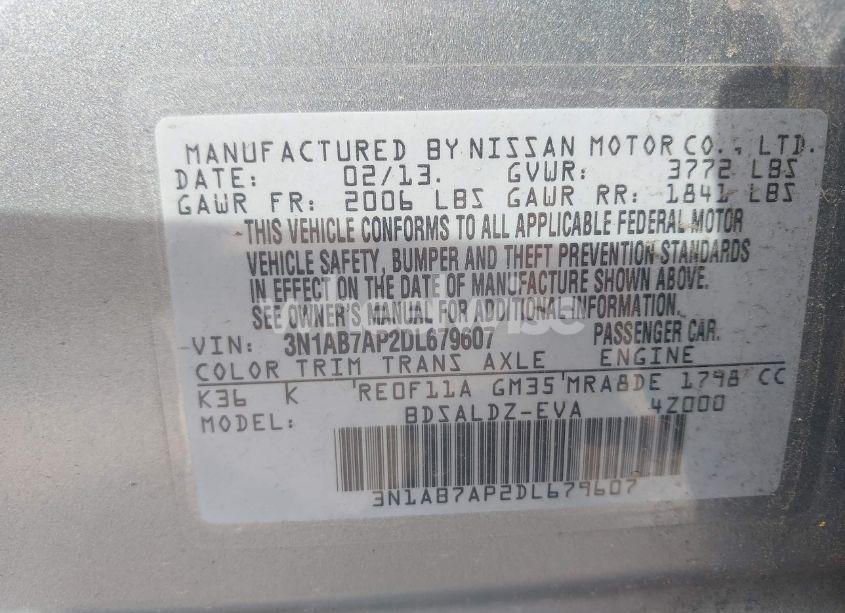 MANUFACTURED BY NISSAN MOTOR CO., LTD.
DATE: 02/13. GVWR: 3772 LBS
GAWR FR: 2006 LBS GAWR RR: 1841 LBS
THIS VEHICLE CONFORMS TO ALL APPLICABLE FEDERAL MOTOR
VEHICLE SAFETY, BUMPER AND THEFT PREVENTION STANDARDS
IN EFFECT ON THE DATE OF MANUFACTURE SHOWN ABOVE.
SEE OWNER'S MANUAL FOR ADDITIONAL INFORMATION.
VIN: 3N1AB7AP2DL679607 PASSENGER CAR.
COLOR TRIM TRANS AXLE ENGINE
K36 K RE0F11A GM35 MRA8DE 1798 CC
MODEL: BDSALDZ-EVA 4Z000
3N1AB7AP2DL679607